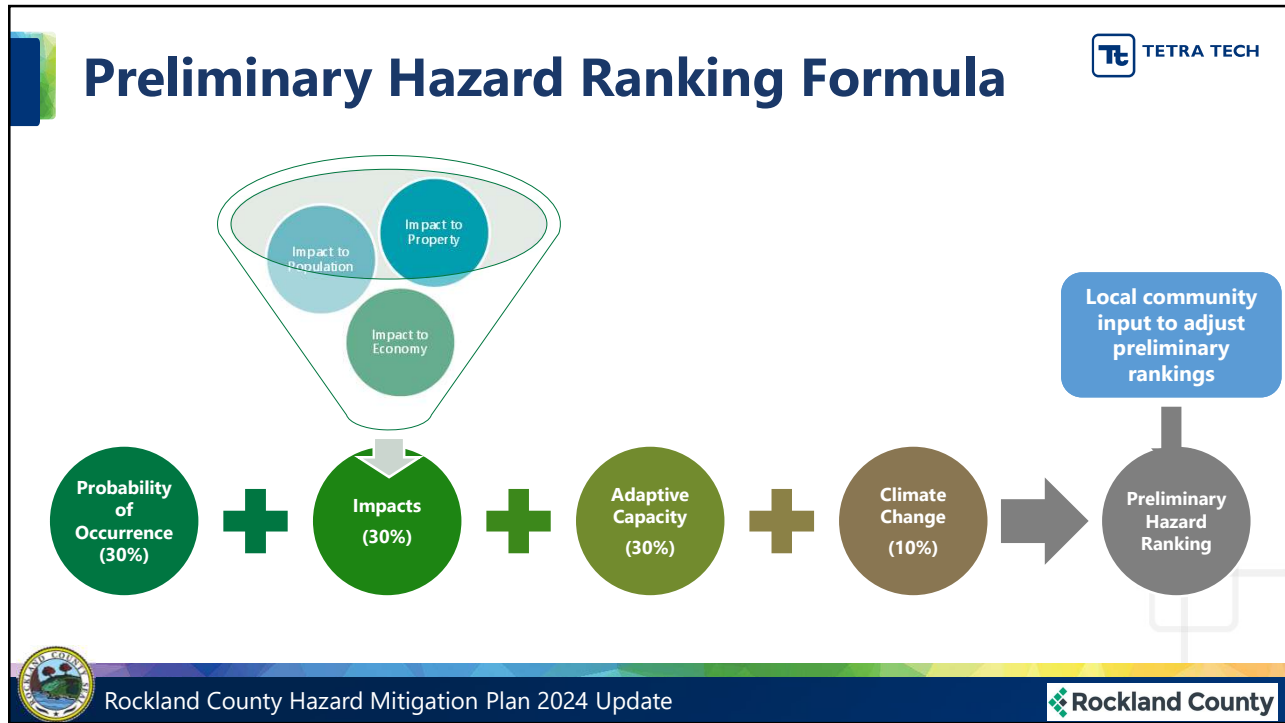 Preliminary Hazard Ranking Formula
Tt TETRA TECH
Impact to
Property
Impact to
Population
Impact to
Economy
Local community
input to adjust
preliminary
rankings
Probability
of
Occurrence
(30%)
Impacts
(30%)
Adaptive
Capacity
(30%)
Climate
Change
(10%)
Preliminary
Hazard
Ranking
Rockland County Hazard Mitigation Plan 2024 Update
Rockland County